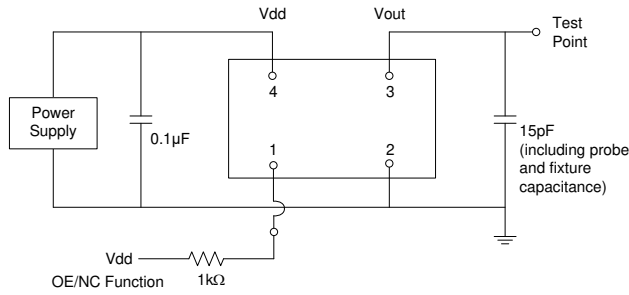 Vdd
Vout
Test
Point
4
3
Power
Supply
0.1µF
1
2
15pF
(including probe
and fixture
capacitance)
Vdd
OE/NC Function
1kΩ